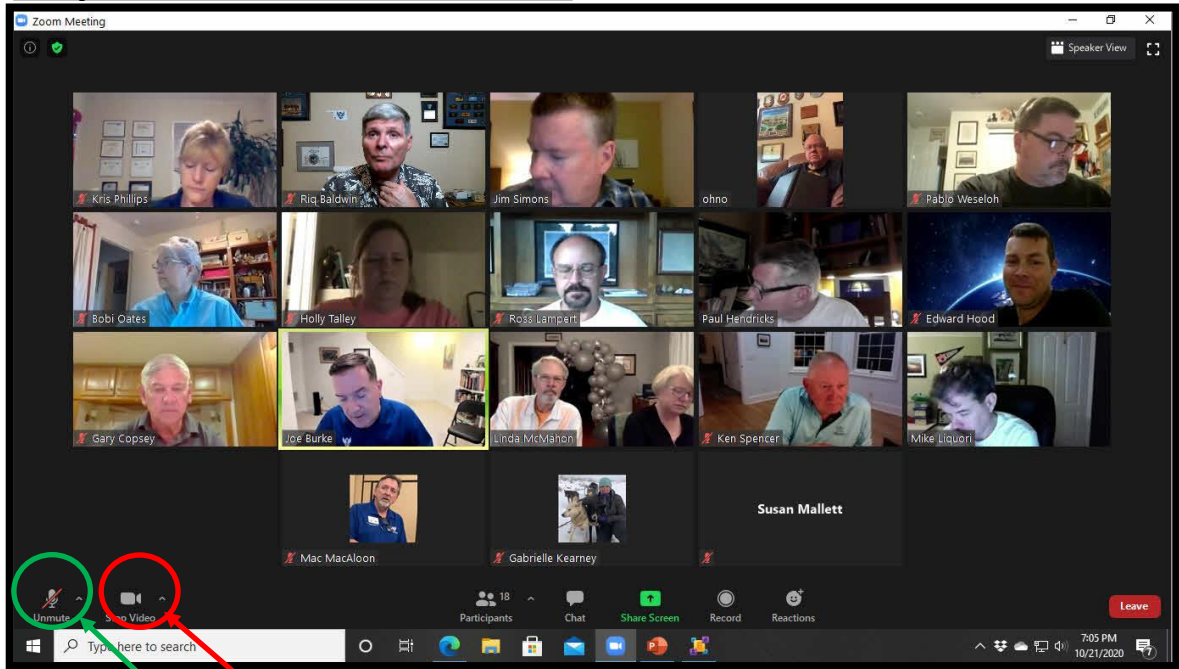 Zoom Meeting
Speaker View
Kris Phillips
Riq Baldwin
Jim Simons
ohno
Pablo Weseloh
Bobi Oates
Holly Talley
Ross Lampert
Paul Hendricks
Edward Hood
Gary Copsey
Joe Burke
Linda McMahon
Ken Spencer
Mike Liquori
Mac MacAloon
Gabrielle Kearney
Susan Mallett
Unmute
Stop Video
18
Participants
Chat
Share Screen
Record
Reactions
Leave
Type here to search
7:05 PM
10/21/2020
7